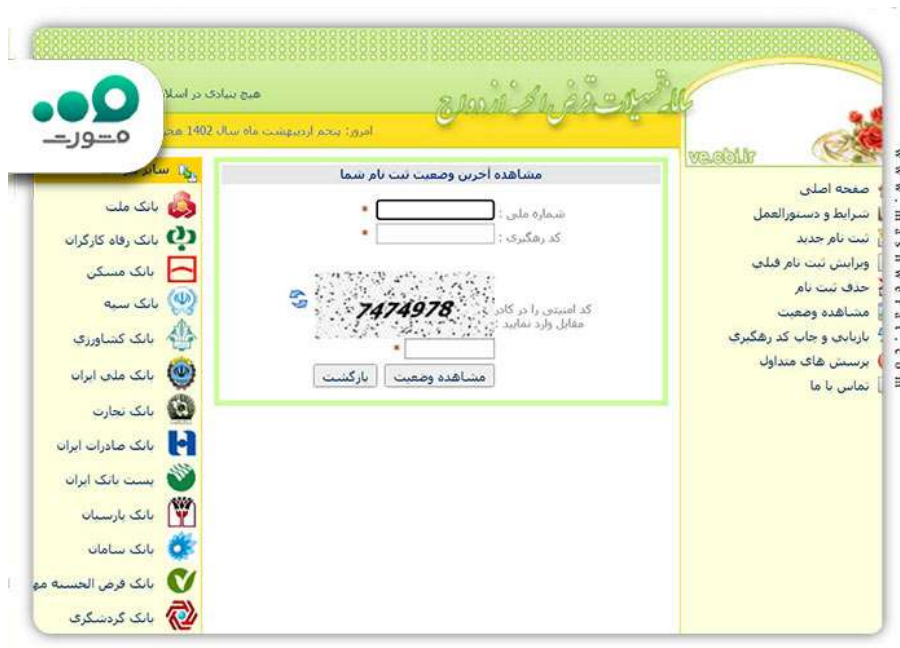 سامانه تسهیلات قرض الحسنه ازدواج
هیچ بنیادی در
امروز: پنجم اردیبهشت ماه سال 1402
مشورت
ve.cbi.ir
صفحه اصلی
شرایط و دستورالعمل
ثبت نام جدید
ویرایش ثبت نام قبلی
حذف ثبت نام
مشاهده وضعیت
بازیابی و چاپ کد رهگیری
پرسش های متداول
تماس با ما
مشاهده آخرین وضعیت ثبت نام شما
شماره ملی : *
کد رهگیری : *
7474978
کد امنیتی را در کادر
مقابل وارد نمایید :
*
مشاهده وضعیت
بازگشت
سایر
بانک ملت
بانک رفاه کارگران
بانک مسکن
بانک سپه
بانک کشاورزی
بانک ملی ایران
بانک تجارت
بانک صادرات ایران
پست بانک ایران
بانک پارسیان
بانک سامان
بانک قرض الحسنه
بانک گردشگری